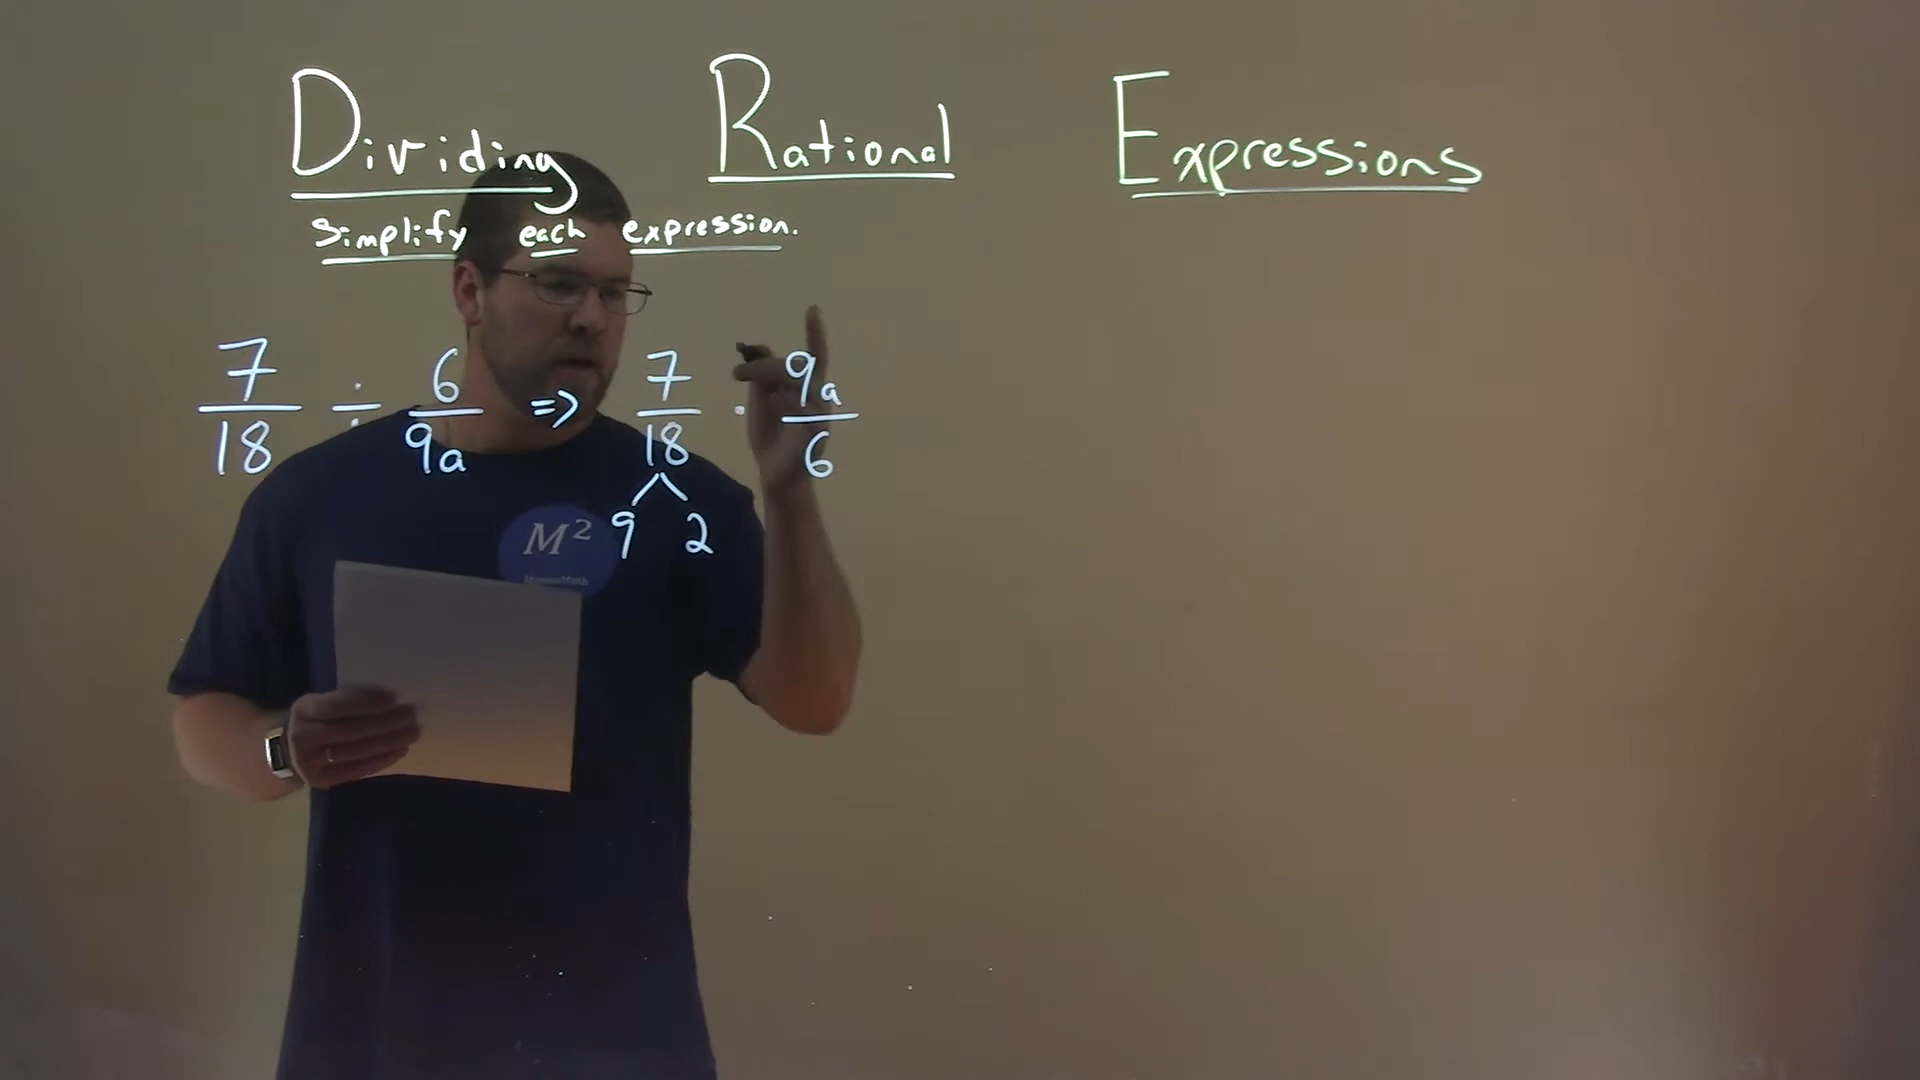 Dividing Rational Expressions
Simplify each expression.
7/18 ÷ 6/9a => 7/18 · 9a/6
9 2
M²